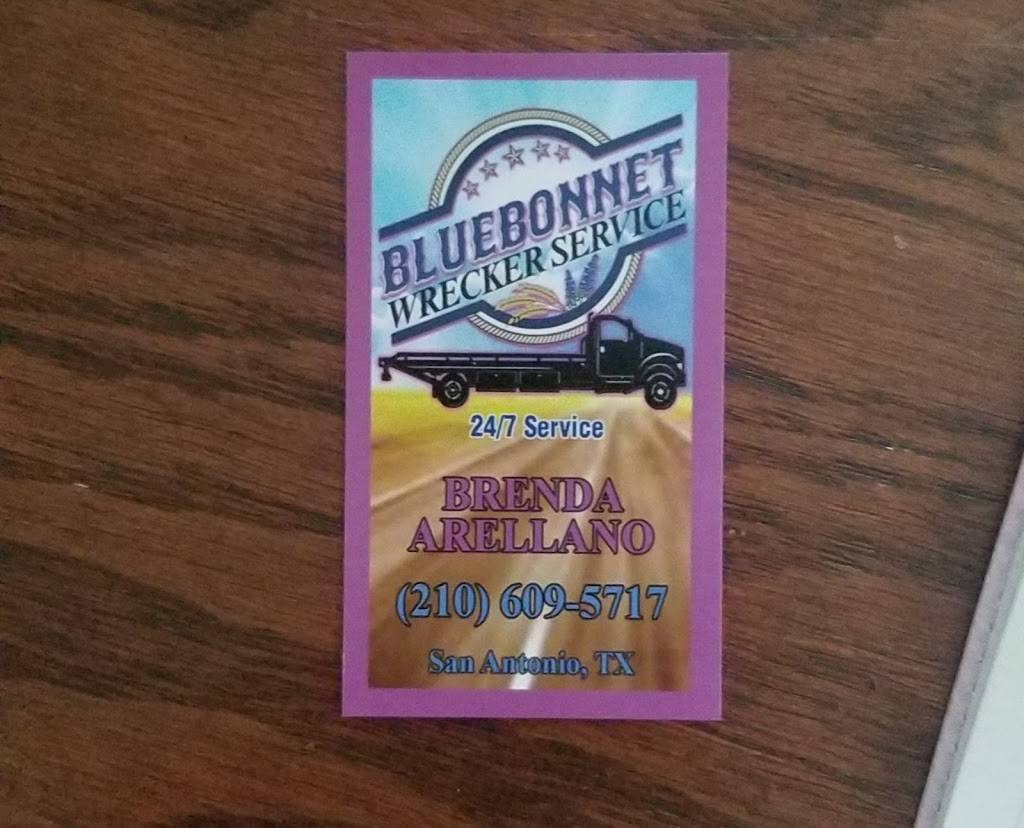 BLUEBONNET
WRECKER SERVICE
24/7 Service
BRENDA
ARELLANO
(210) 609-5717
San Antonio, TX